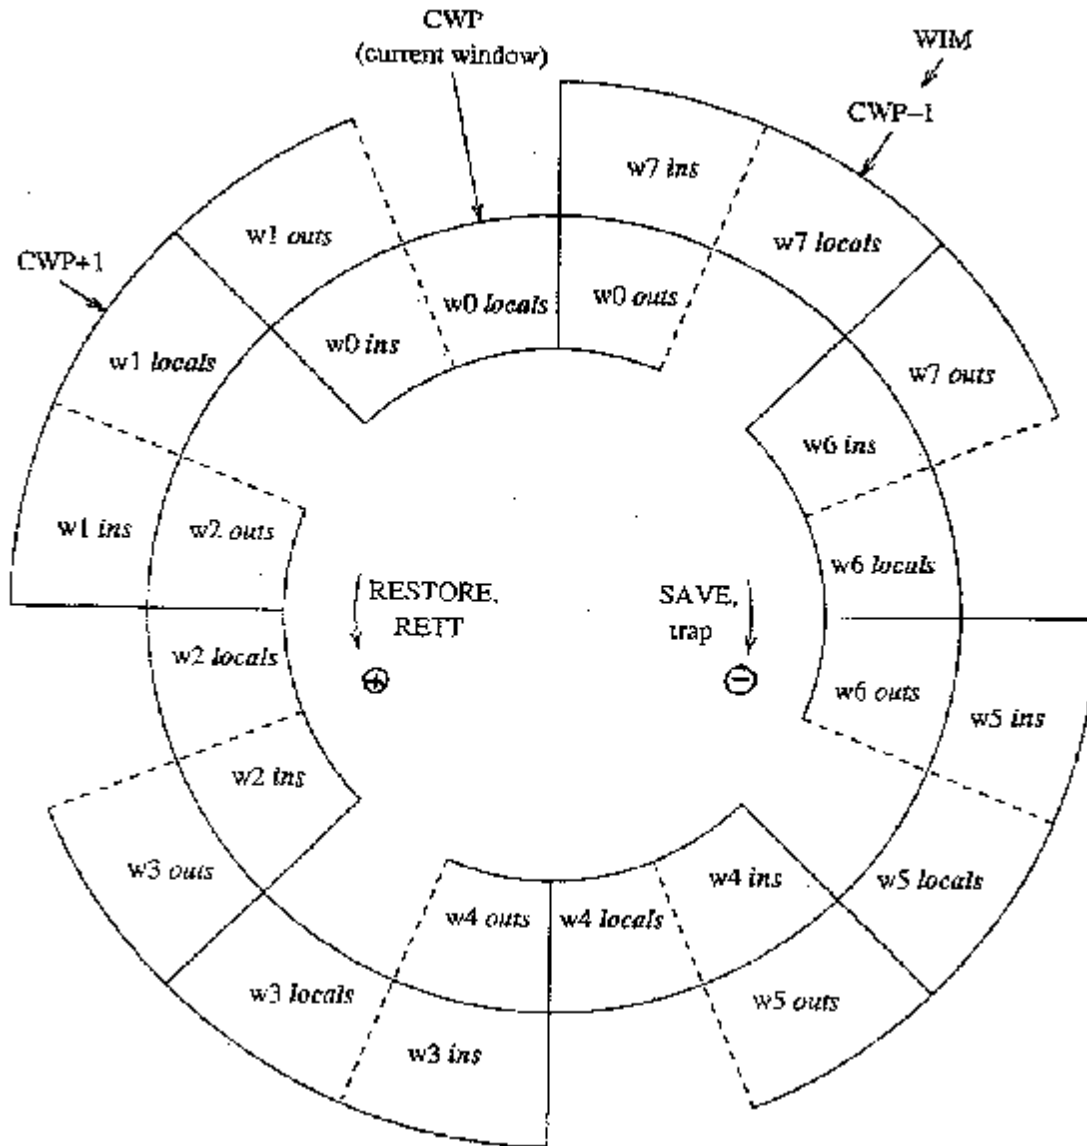 CWP
(current window)
WIM
CWP−1
w7 ins
w1 outs
w7 locals
CWP+1
w0 locals
w0 outs
w0 ins
w1 locals
w7 outs
w6 ins
w1 ins
w2 outs
w6 locals
RESTORE,
RETT
SAVE,
trap
w2 locals
+
−
w6 outs
w5 ins
w2 ins
w3 outs
w4 ins
w5 locals
w4 outs
w4 locals
w3 locals
w5 outs
w3 ins